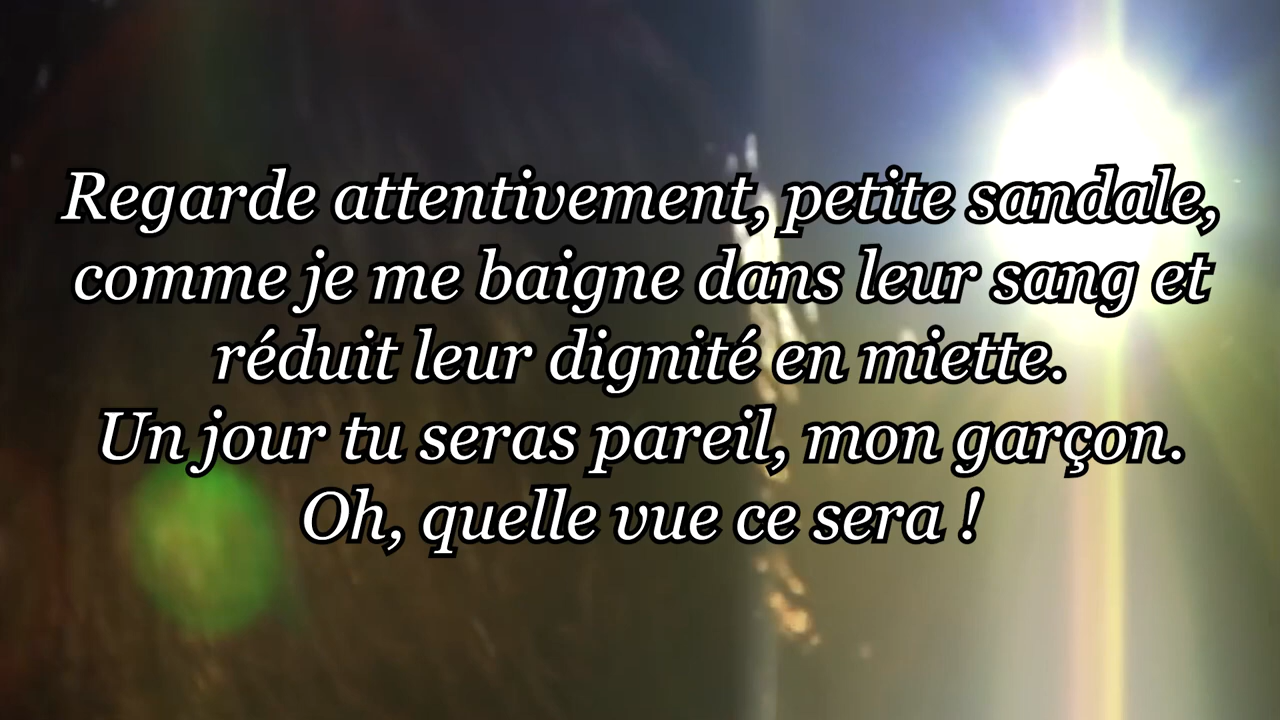 Regarde attentivement, petite sandale,
comme je me baigne dans leur sang et
réduit leur dignité en miette.
Un jour tu seras pareil, mon garçon.
Oh, quelle vue ce sera !